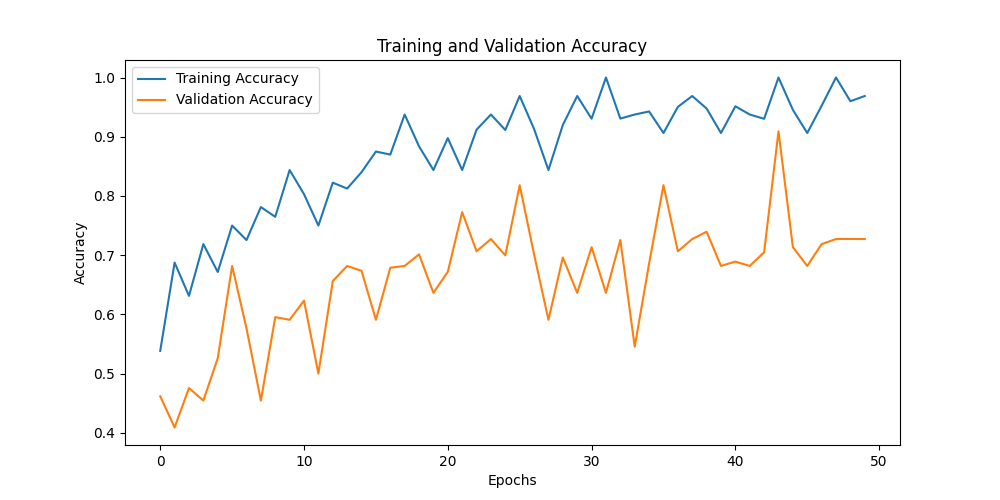 Training and Validation Accuracy
Training Accuracy
Validation Accuracy
1.0
0.9
0.8
0.7
0.6
0.5
0.4
Accuracy
0 10 20 30 40 50
Epochs